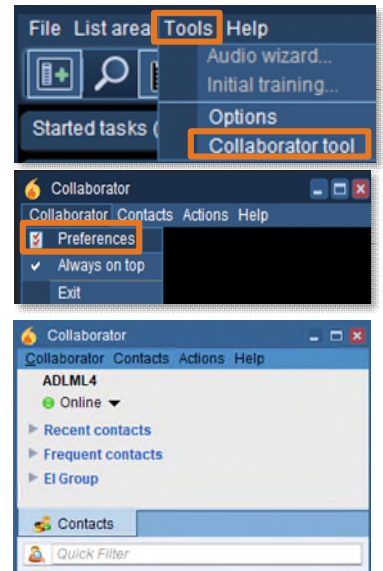 File List area Tools Help
Audio wizard...
Initial training...
Started tasks (
Options
Collaborator tool
Collaborator
Collaborator Contacts Actions Help
Preferences
Always on top
Exit
Collaborator
Collaborator Contacts Actions Help
ADLML4
Online
Recent contacts
Frequent contacts
EI Group
Contacts
Quick Filter